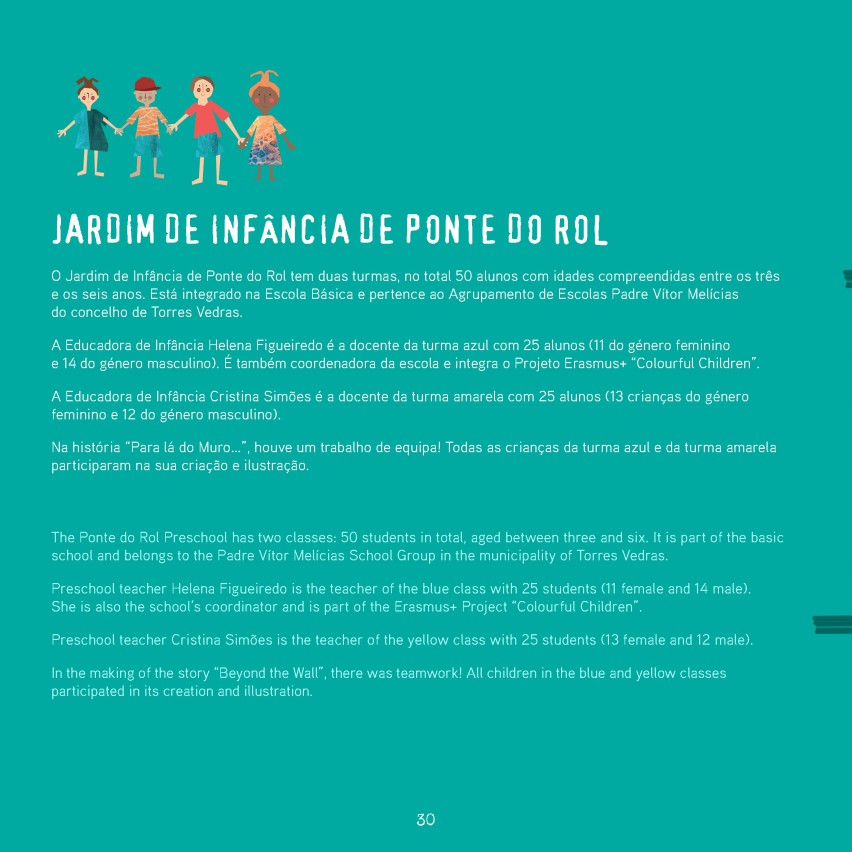 JARDIM DE INFÂNCIA DE PONTE DO ROL
O Jardim de Infância de Ponte do Rol tem duas turmas, no total 50 alunos com idades compreendidas entre os três
e os seis anos. Está integrado na Escola Básica e pertence ao Agrupamento de Escolas Padre Vítor Melícias
do concelho de Torres Vedras.
A Educadora de Infância Helena Figueiredo é a docente da turma azul com 25 alunos (11 do género feminino
e 14 do género masculino). É também coordenadora da escola e integra o Projeto Erasmus+ “Colourful Children”.
A Educadora de Infância Cristina Simões é a docente da turma amarela com 25 alunos (13 crianças do género
feminino e 12 do género masculino).
Na história “Para lá do Muro...”, houve um trabalho de equipa! Todas as crianças da turma azul e da turma amarela
participaram na sua criação e ilustração.
The Ponte do Rol Preschool has two classes: 50 students in total, aged between three and six. It is part of the basic
school and belongs to the Padre Vítor Melícias School Group in the municipality of Torres Vedras.
Preschool teacher Helena Figueiredo is the teacher of the blue class with 25 students (11 female and 14 male).
She is also the school’s coordinator and is part of the Erasmus+ Project “Colourful Children”.
Preschool teacher Cristina Simões is the teacher of the yellow class with 25 students (13 female and 12 male).
In the making of the story “Beyond the Wall”, there was teamwork! All children in the blue and yellow classes
participated in its creation and illustration.
30